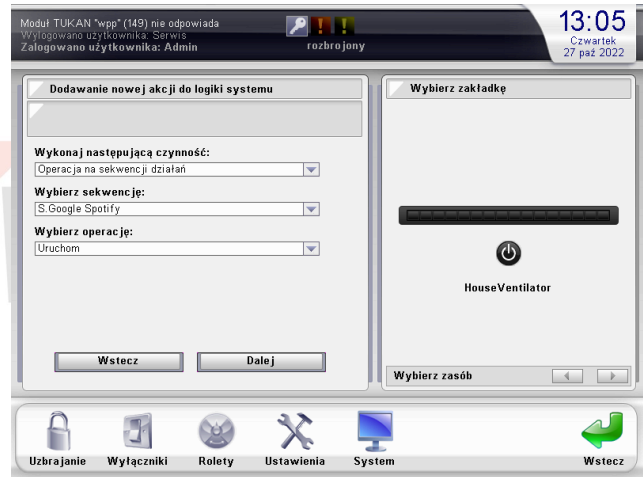 Moduł TUKAN "wpp" (149) nie odpowiada
Wylogowano użytkownika: Serwis
Zalogowano użytkownika: Admin
rozbrojony
13:05
Czwartek
27 paź 2022
Dodawanie nowej akcji do logiki systemu
Wykonaj następującą czynność:
Operacja na sekwencji działań
Wybierz sekwencję:
S.Google Spotify
Wybierz operację:
Uruchom
Wstecz
Dalej
Wybierz zakładkę
HouseVentilator
Wybierz zasób
Uzbrajanie
Wyłączniki
Rolety
Ustawienia
System
Wstecz